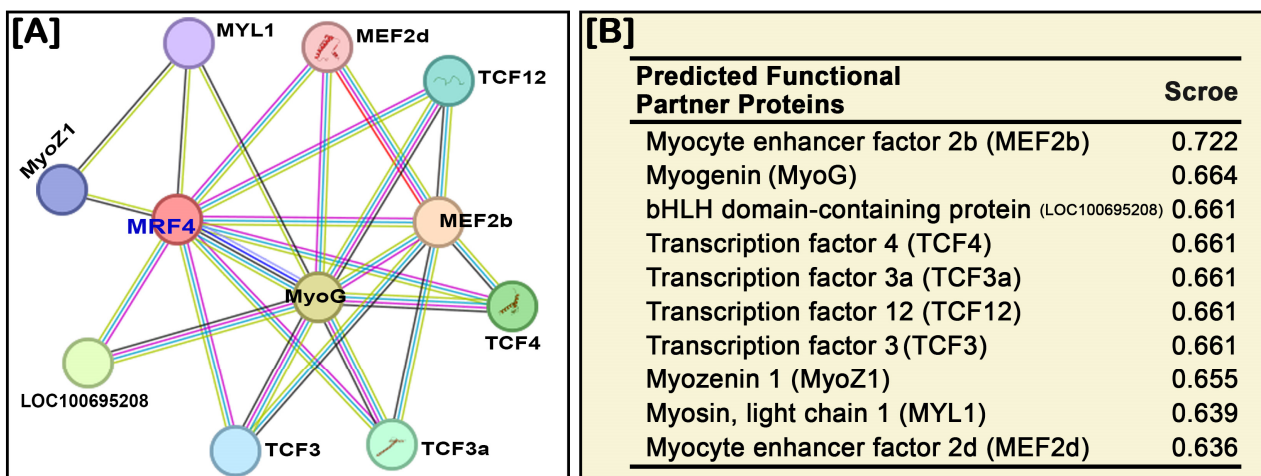 [A]
MYL1
MEF2d
TCF12
MyoZ1
MRF4
MEF2b
MyoG
TCF4
LOC100695208
TCF3
TCF3a
[B]
Predicted Functional
Partner Proteins Scroe
Myocyte enhancer factor 2b (MEF2b) 0.722
Myogenin (MyoG) 0.664
bHLH domain-containing protein (LOC100695208) 0.661
Transcription factor 4 (TCF4) 0.661
Transcription factor 3a (TCF3a) 0.661
Transcription factor 12 (TCF12) 0.661
Transcription factor 3 (TCF3) 0.661
Myozenin 1 (MyoZ1) 0.655
Myosin, light chain 1 (MYL1) 0.639
Myocyte enhancer factor 2d (MEF2d) 0.636